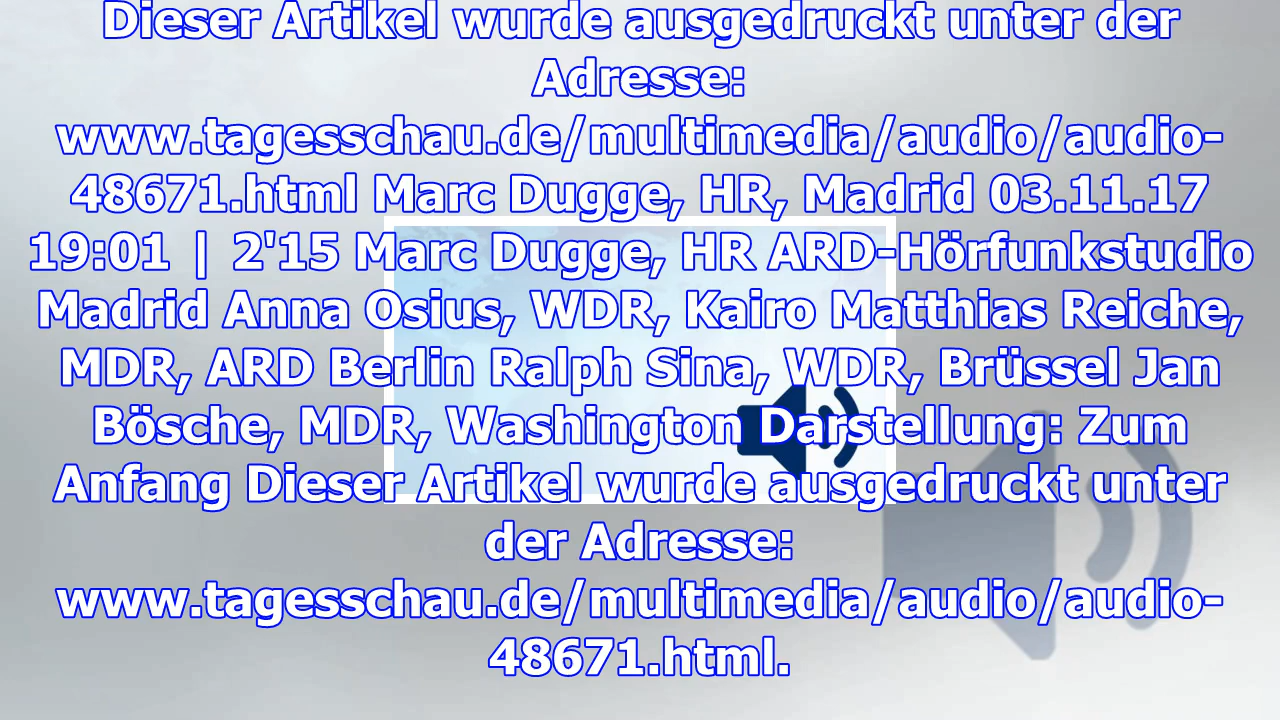 Dieser Artikel wurde ausgedruckt unter der
Adresse:
www.tagesschau.de/multimedia/audio/audio-
48671.html Marc Dugge, HR, Madrid 03.11.17
19:01 | 2'15 Marc Dugge, HR ARD-Hörfunkstudio
Madrid Anna Osius, WDR, Kairo Matthias Reiche,
MDR, ARD Berlin Ralph Sina, WDR, Brüssel Jan
Bösche, MDR, Washington Darstellung: Zum
Anfang Dieser Artikel wurde ausgedruckt unter
der Adresse:
www.tagesschau.de/multimedia/audio/audio-
48671.html.